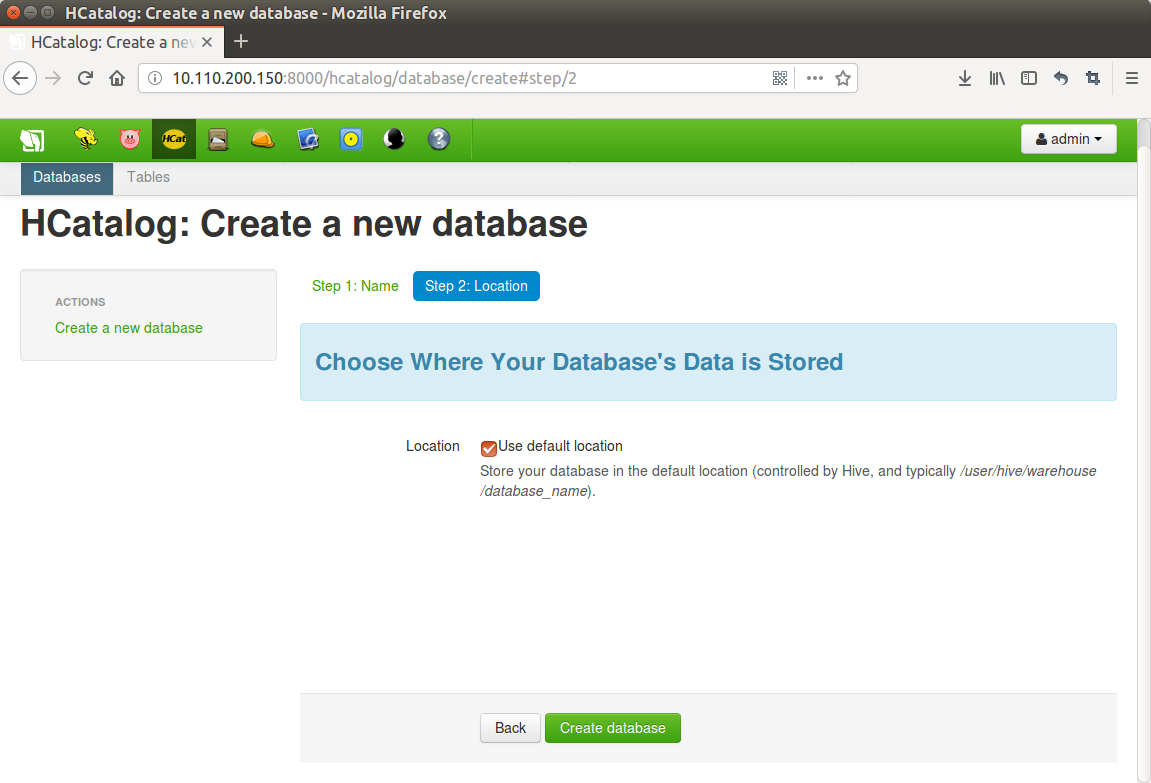 HCatalog: Create a new database - Mozilla Firefox
HCatalog: Create a new
10.110.200.150:8000/hcatalog/database/create#step/2
HCat
admin
Databases
Tables
HCatalog: Create a new database
ACTIONS
Create a new database
Step 1: Name
Step 2: Location
Choose Where Your Database's Data is Stored
Location
Use default location
Store your database in the default location (controlled by Hive, and typically /user/hive/warehouse
/database_name).
Back
Create database